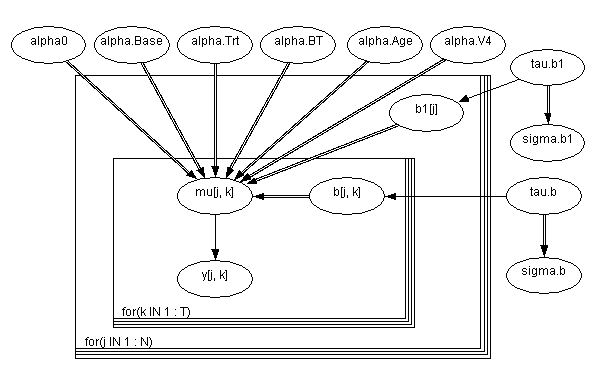 alpha0
alpha.Base
alpha.Trt
alpha.BT
alpha.Age
alpha.V4
tau.b1
b1[j]
sigma.b1
mu[j, k]
b[j, k]
tau.b
y[j, k]
sigma.b
for(k IN 1 : T)
for(j IN 1 : N)